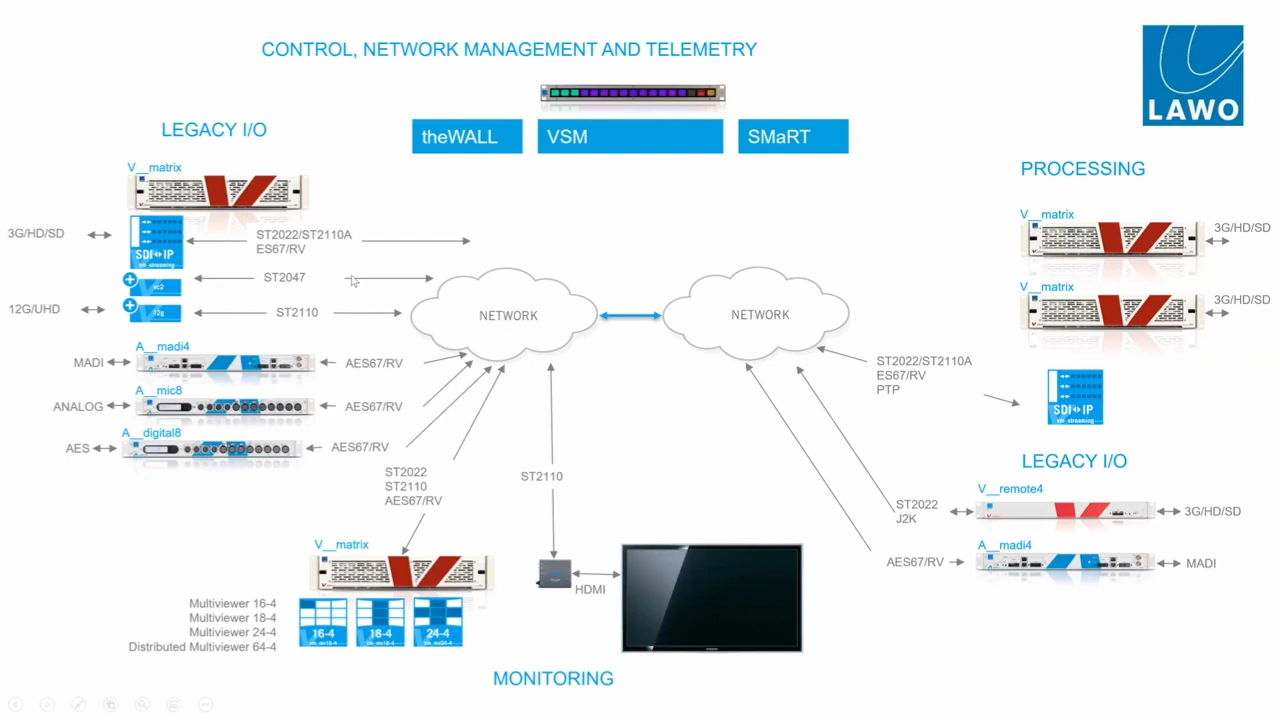 CONTROL, NETWORK MANAGEMENT AND TELEMETRY
LAWO
theWALL
VSM
SMaRT
LEGACY I/O
V__matrix
3G/HD/SD
SDI IP
vm_streaming
ST2022/ST2110A
ES67/RV
ST2047
vc2
12G/UHD
12g
ST2110
A__madi4
MADI
AES67/RV
A__mic8
ANALOG
AES67/RV
A__digital8
AES
AES67/RV
NETWORK
NETWORK
ST2022
ST2110
AES67/RV
ST2110
V__matrix
Multiviewer 16-4
Multiviewer 18-4
Multiviewer 24-4
Distributed Multiviewer 64-4
16-4
18-4
24-4
HDMI
MONITORING
PROCESSING
V__matrix
3G/HD/SD
V__matrix
3G/HD/SD
ST2022/ST2110A
ES67/RV
PTP
SDI IP
vm_streaming
LEGACY I/O
V__remote4
ST2022
J2K
3G/HD/SD
A__madi4
AES67/RV
MADI